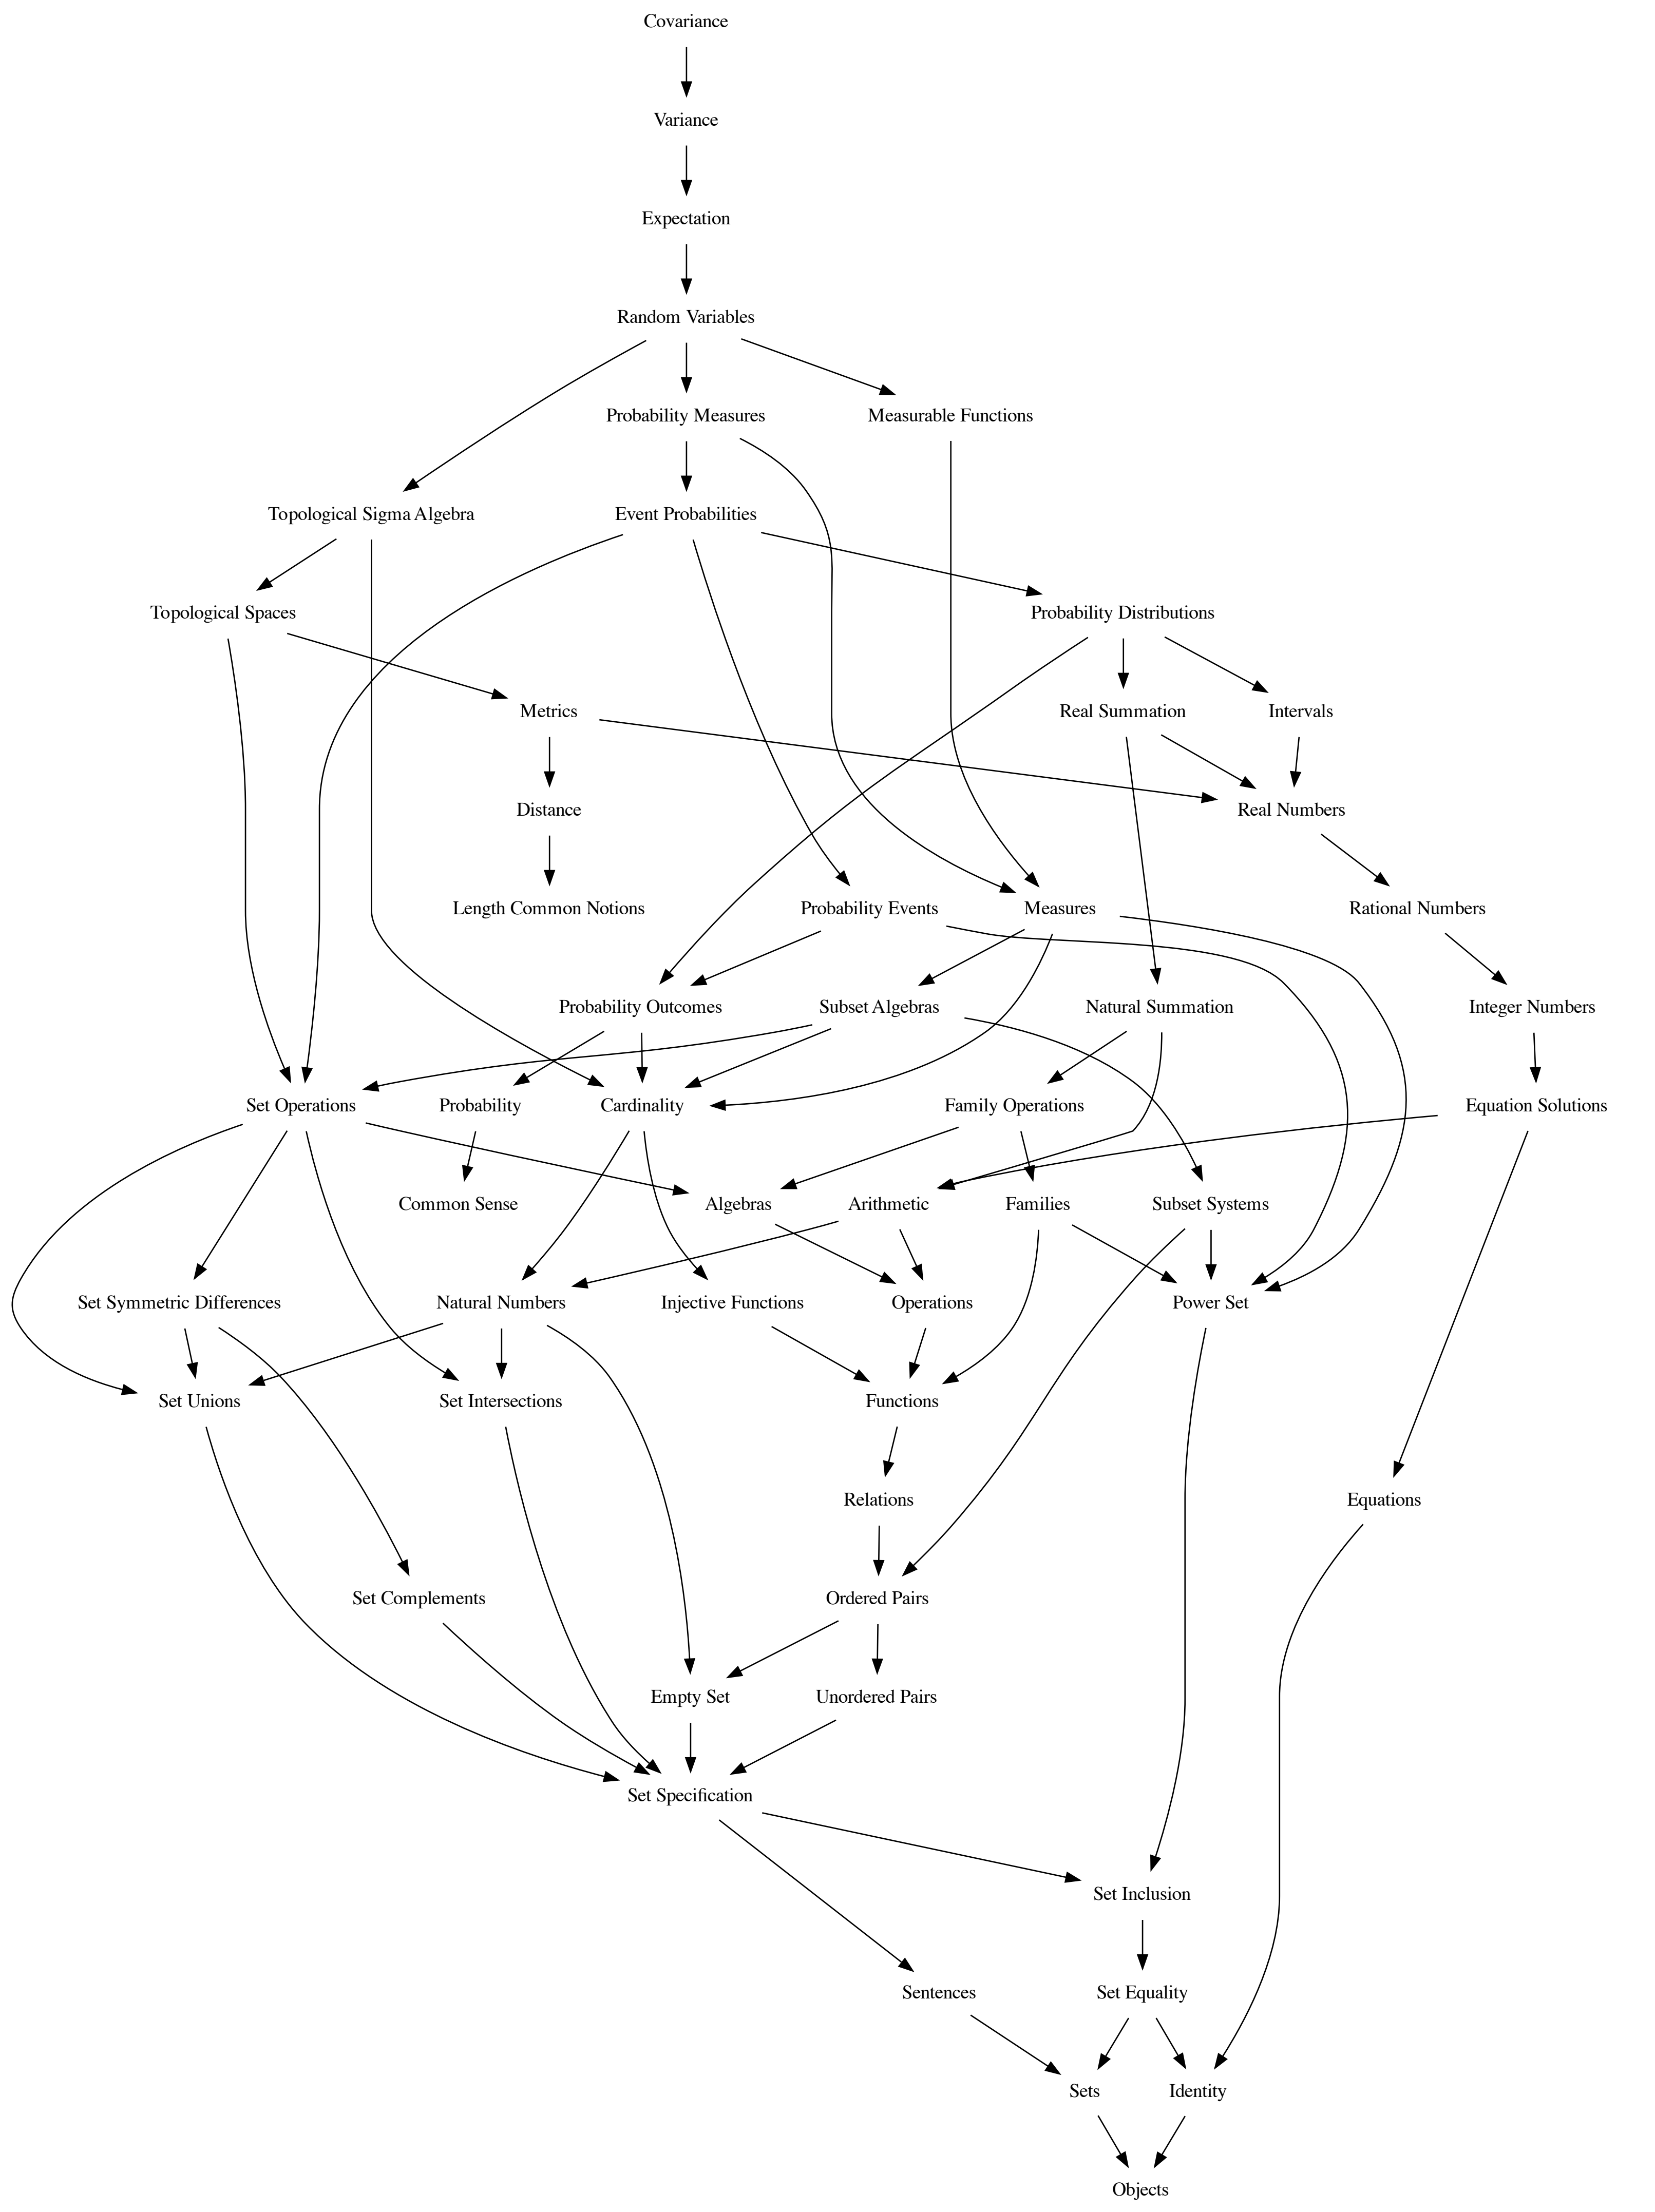 Covariance
Variance
Expectation
Random Variables
Probability Measures
Measurable Functions
Topological Sigma Algebra
Event Probabilities
Topological Spaces
Probability Distributions
Metrics
Real Summation
Intervals
Distance
Real Numbers
Length Common Notions
Probability Events
Measures
Rational Numbers
Probability Outcomes
Subset Algebras
Natural Summation
Integer Numbers
Set Operations
Probability
Cardinality
Family Operations
Equation Solutions
Common Sense
Algebras
Arithmetic
Families
Subset Systems
Set Symmetric Differences
Natural Numbers
Injective Functions
Operations
Power Set
Set Unions
Set Intersections
Functions
Relations
Equations
Set Complements
Ordered Pairs
Empty Set
Unordered Pairs
Set Specification
Set Inclusion
Sentences
Set Equality
Sets
Identity
Objects